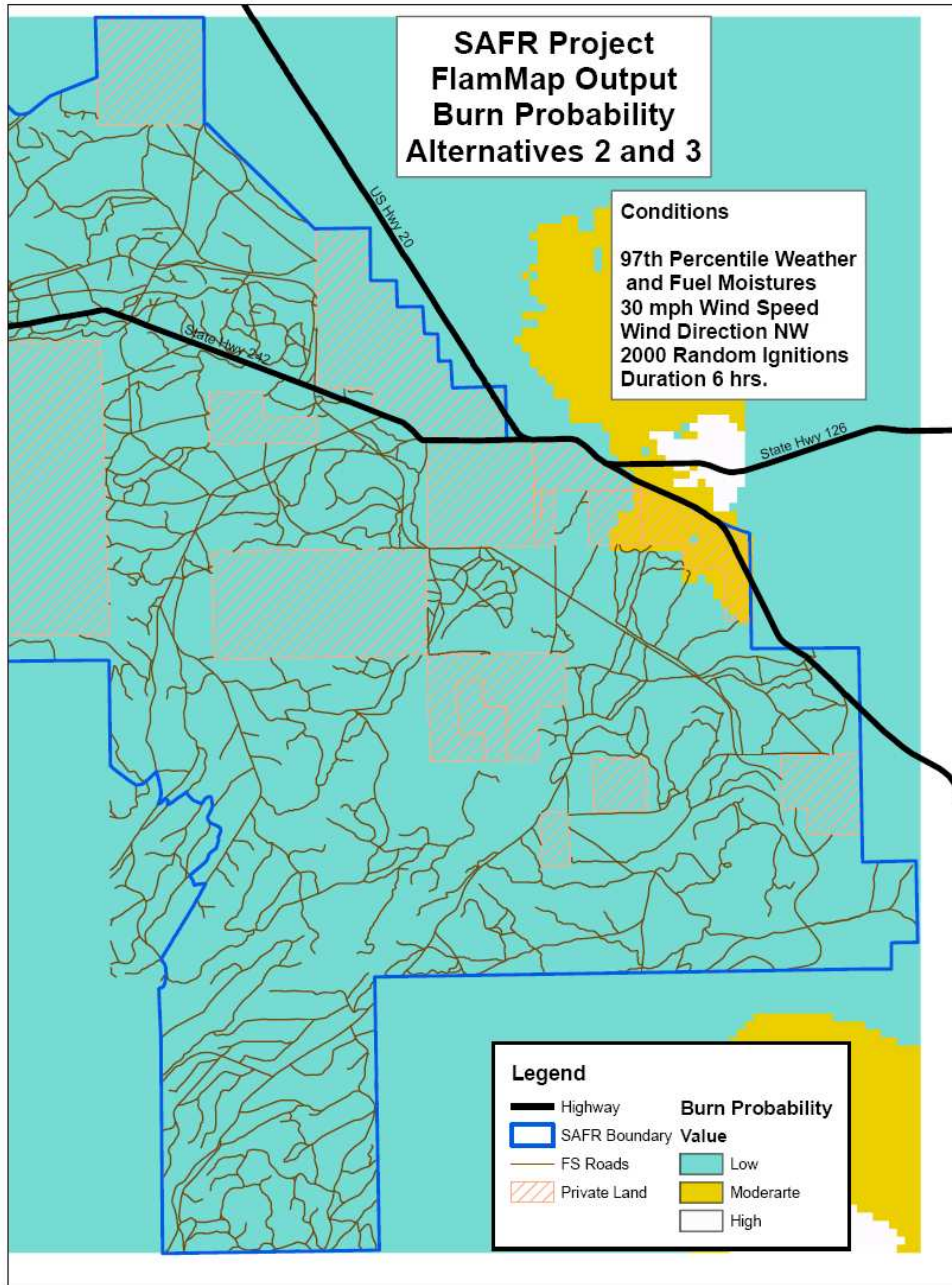 SAFR Project
FlamMap Output
Burn Probability
Alternatives 2 and 3
US Hwy 20
Conditions
97th Percentile Weather
and Fuel Moistures
30 mph Wind Speed
Wind Direction NW
2000 Random Ignitions
Duration 6 hrs.
State Hwy 242
State Hwy 126
Legend
Highway
SAFR Boundary
FS Roads
Private Land
Burn Probability
Value
Low
Moderarte
High